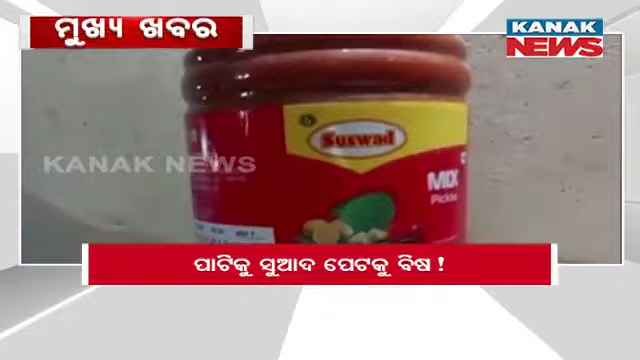 ମୁଖ୍ୟ ଖବର
KANAK
NEWS
Suswad
KANAK NEWS
MIX
Pickle
ପାଟିକୁ ସୁଆଦ ପେଟକୁ ବିଷ !